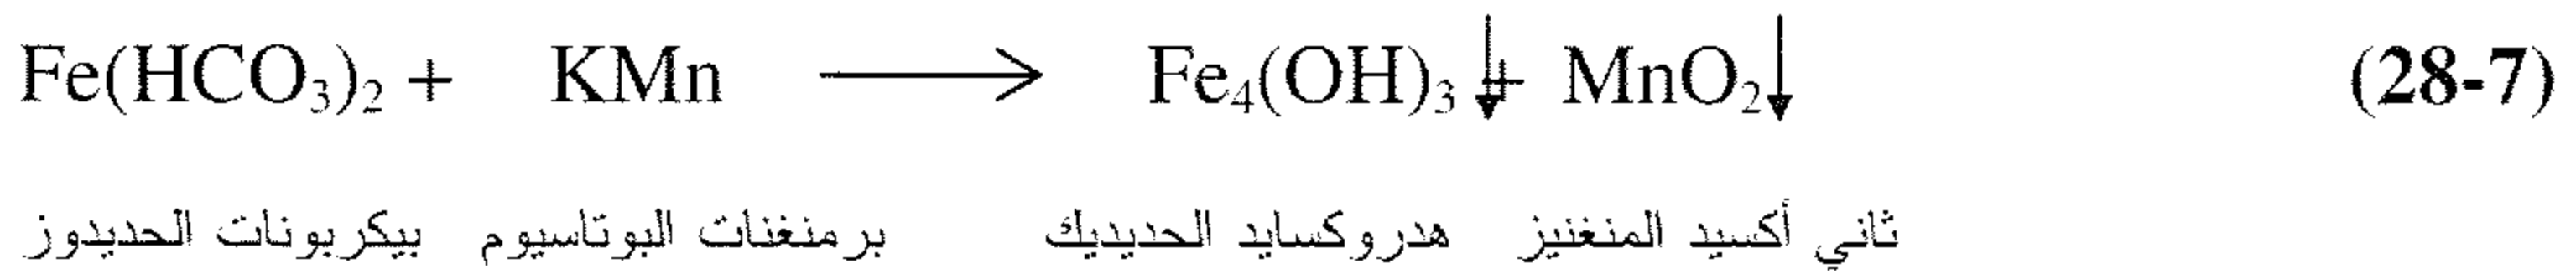 Fe(HCO₃)₂ + KMn ⟶ Fe₄(OH)₃ ↓ + MnO₂ ↓ (28-7)
بيكربونات الحديدوز برمنغنات البوتاسيوم هدروكسايد الحديديك ثاني أكسيد المنغنيز